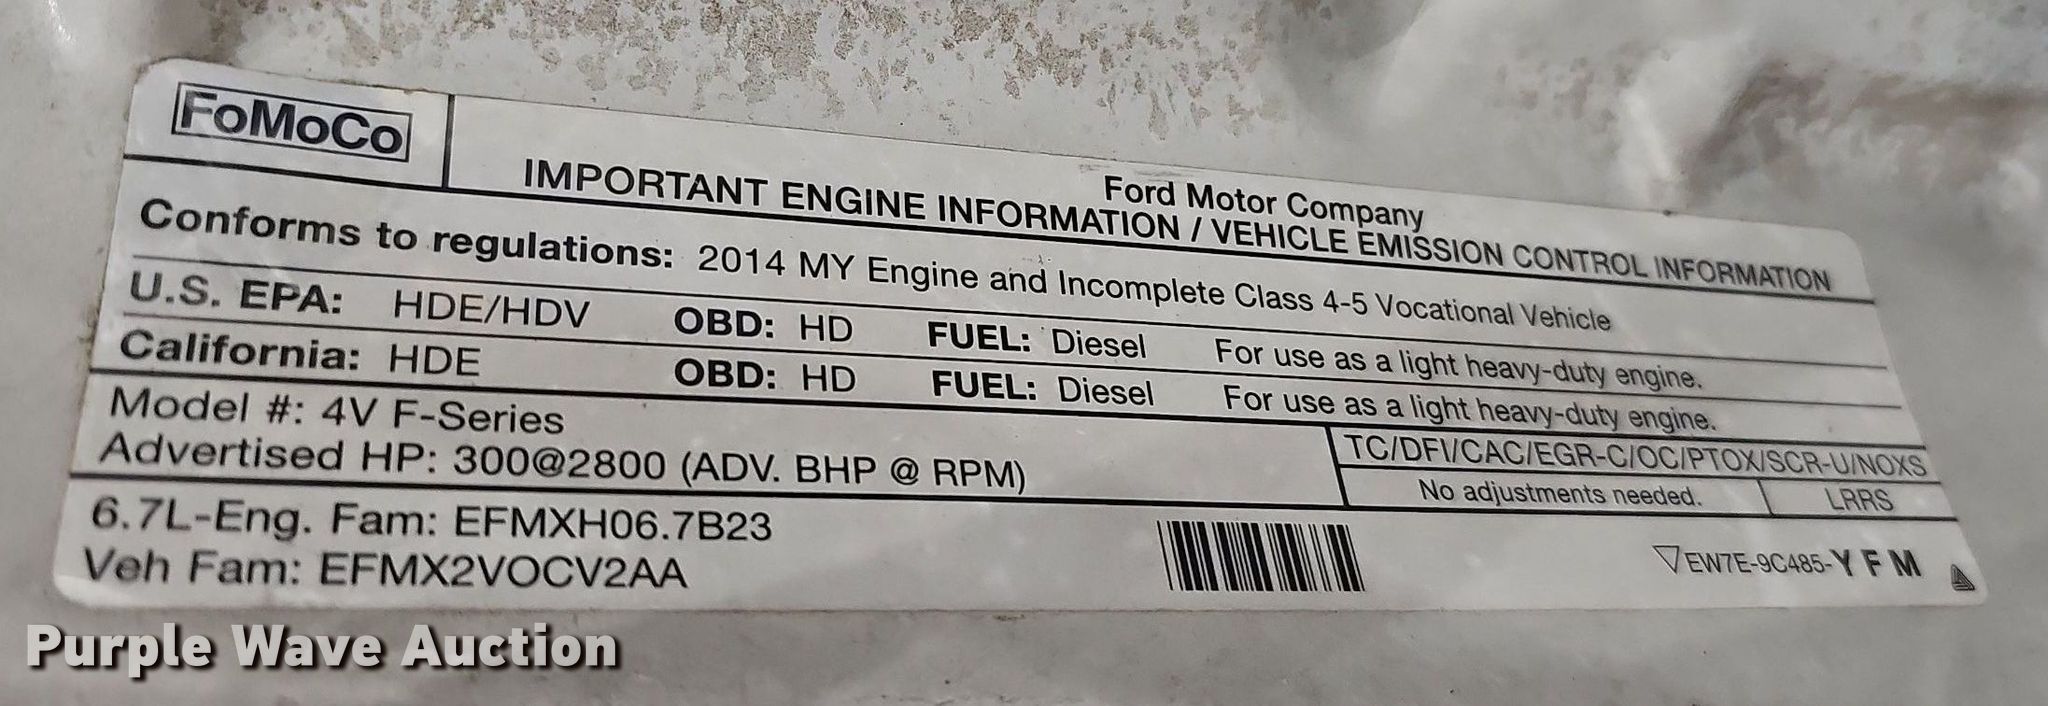 FoMoCo
Ford Motor Company
IMPORTANT ENGINE INFORMATION / VEHICLE EMISSION CONTROL INFORMATION
Conforms to regulations: 2014 MY Engine and Incomplete Class 4-5 Vocational Vehicle
U.S. EPA: HDE/HDV OBD: HD FUEL: Diesel For use as a light heavy-duty engine.
California: HDE OBD: HD FUEL: Diesel For use as a light heavy-duty engine.
Model #: 4V F-Series
TC/DFI/CAC/EGR-C/OC/PTOX/SCR-U/NOXS
Advertised HP: 300@2800 (ADV. BHP @ RPM)
No adjustments needed. LRRS
6.7L-Eng. Fam: EFMXH06.7B23
Veh Fam: EFMX2VOCV2AA
EW7E-9C485-Y F M
Purple Wave Auction